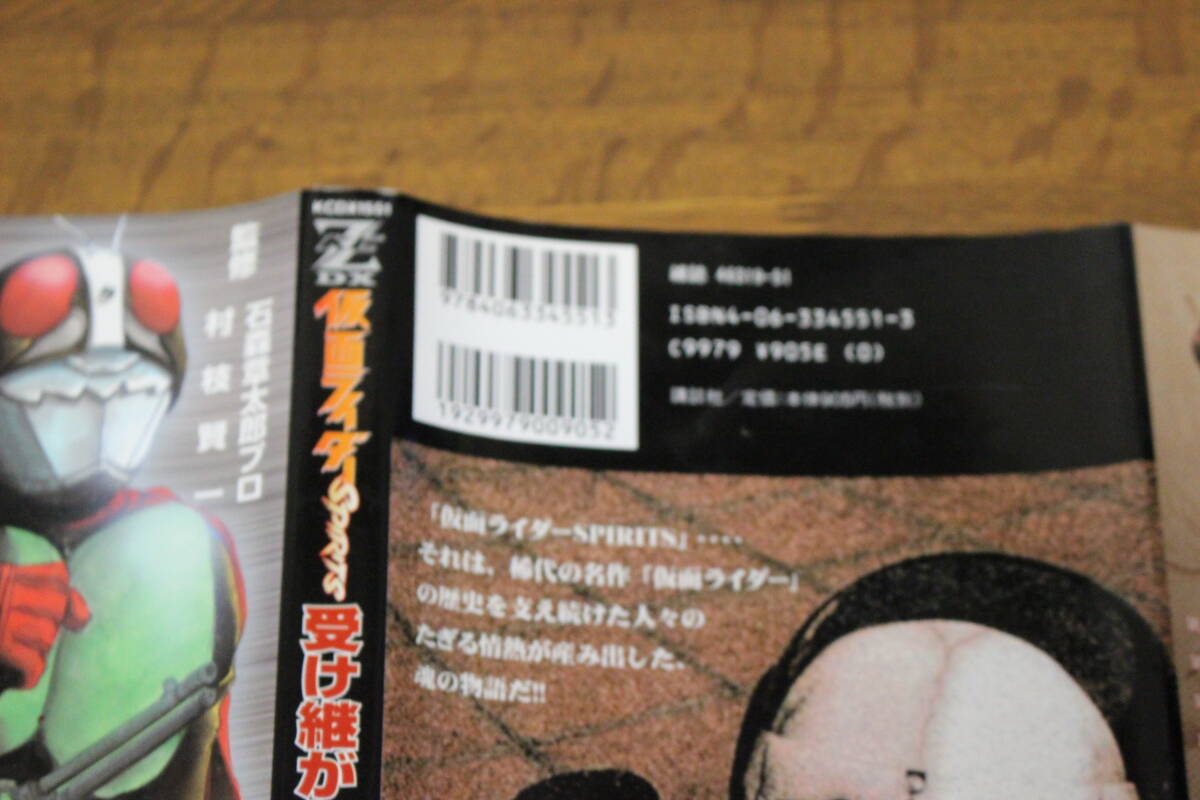 監修
石森章太郎プロ
村枝賢一
KCDX1551
Z
DX
仮面ライダーSPIRITS
受け継が
9784063345513
1929979009052
雑誌 46319-51
ISBN4-06-334551-3
C9979 ¥905E (0)
講談社／定価:本体905円(税別)
『仮面ライダーSPIRITS』‥‥
それは、稀代の名作『仮面ライダー』
の歴史を支え続けた人々の
たぎる情熱が産み出した、
魂の物語だ!!